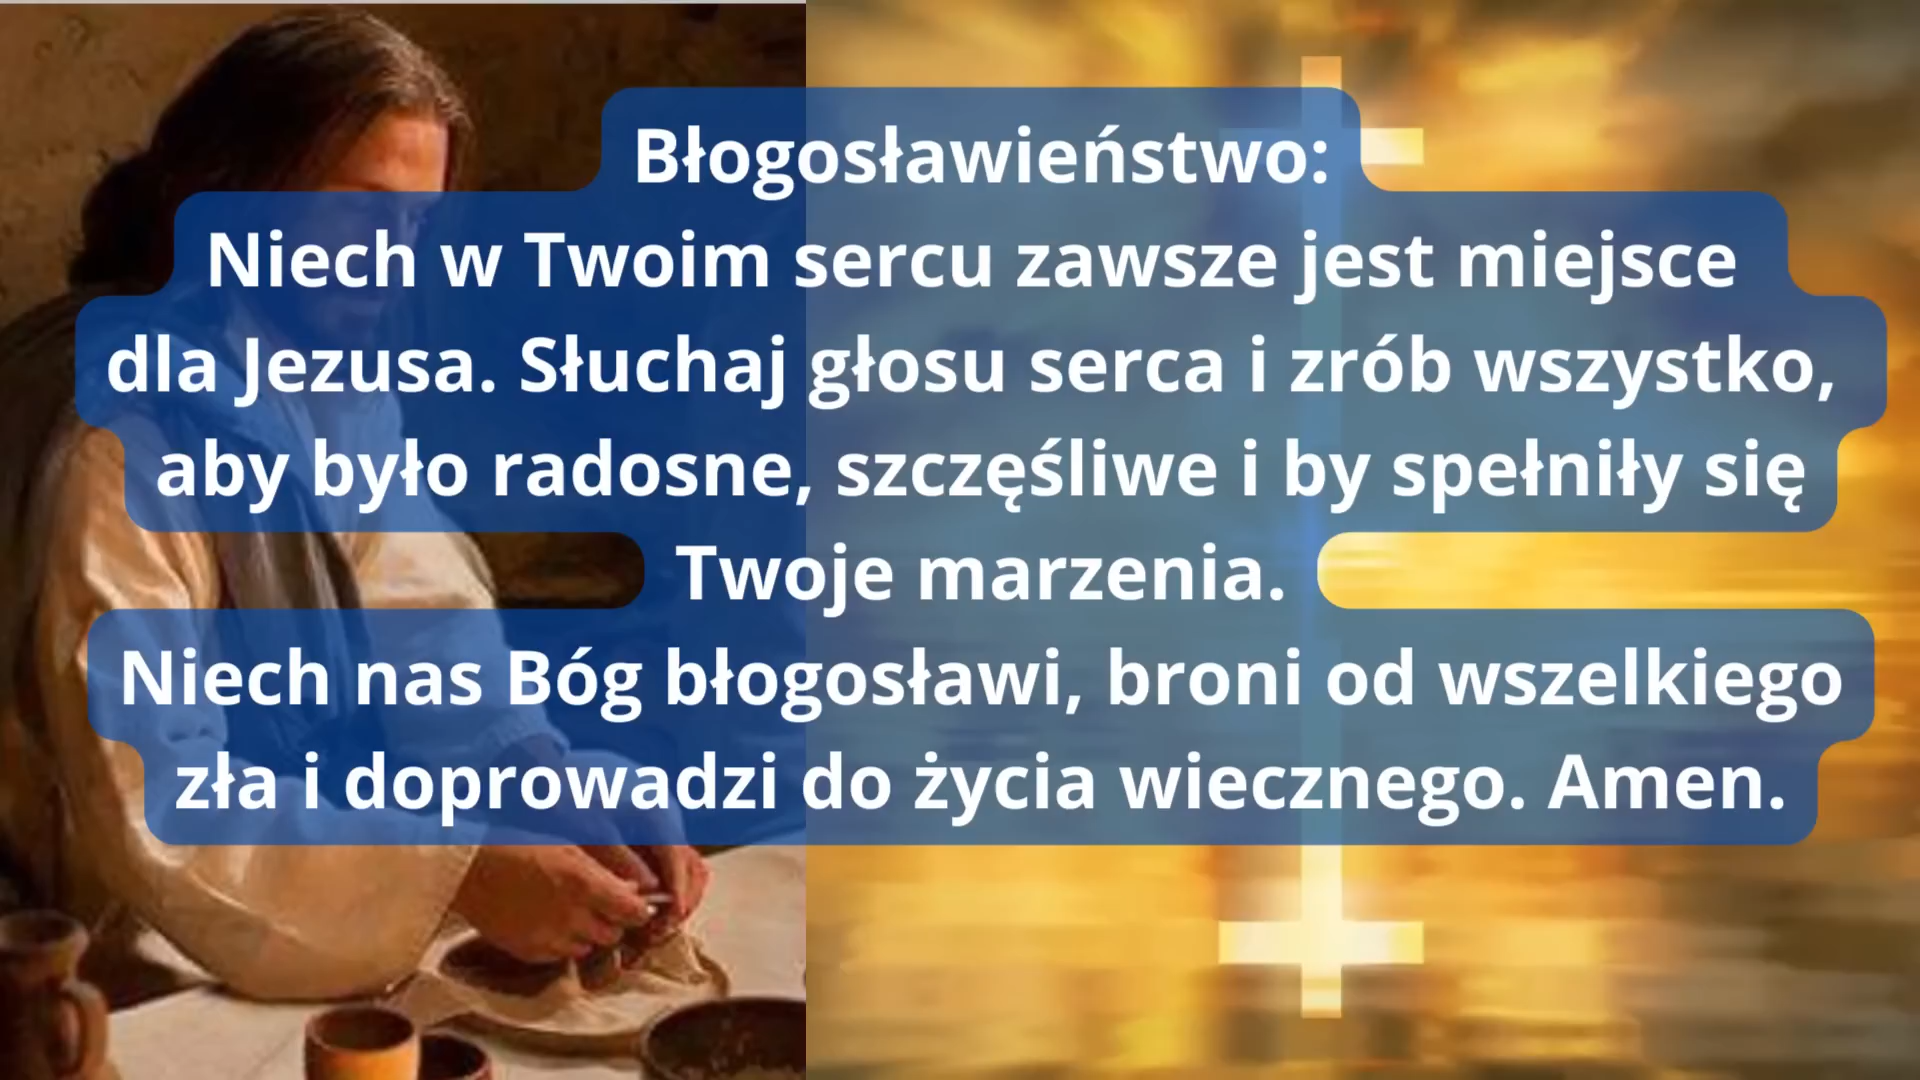 Błogosławieństwo:
Niech w Twoim sercu zawsze jest miejsce
dla Jezusa. Słuchaj głosu serca i zrób wszystko,
aby było radosne, szczęśliwe i by spełniły się
Twoje marzenia.
Niech nas Bóg błogosławi, broni od wszelkiego
zła i doprowadzi do życia wiecznego. Amen.